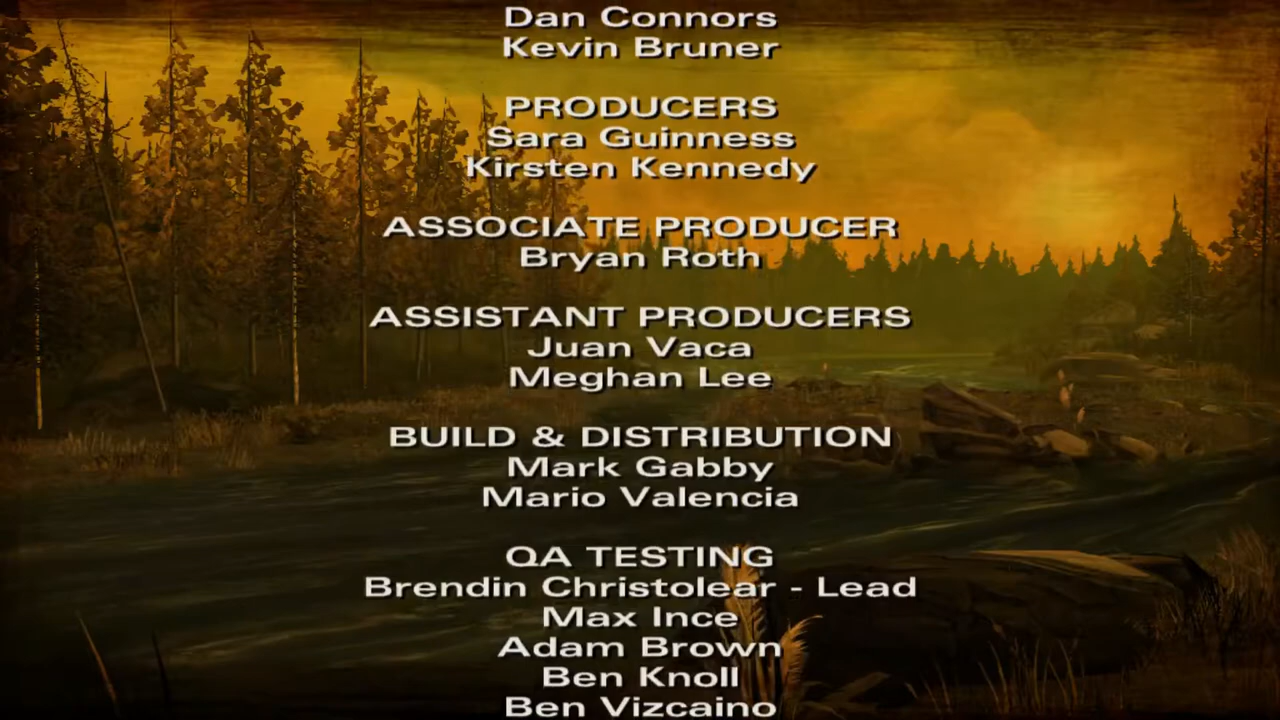 Dan Connors
Kevin Bruner
PRODUCERS
Sara Guinness
Kirsten Kennedy
ASSOCIATE PRODUCER
Bryan Roth
ASSISTANT PRODUCERS
Juan Vaca
Meghan Lee
BUILD & DISTRIBUTION
Mark Gabby
Mario Valencia
QA TESTING
Brendin Christolear - Lead
Max Ince
Adam Brown
Ben Knoll
Ben Vizcaino